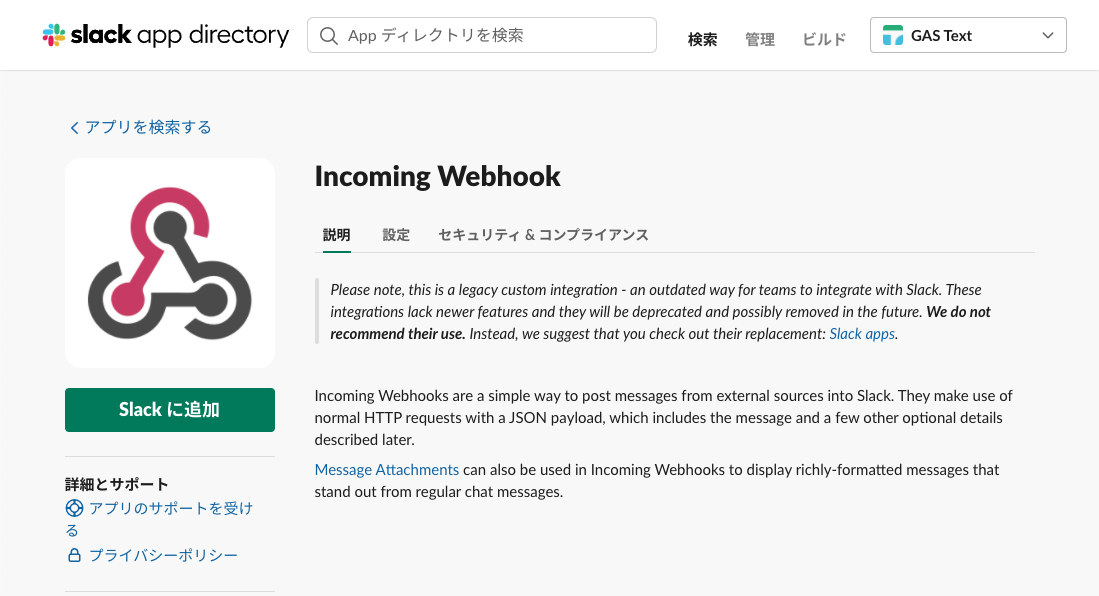 slack app directory
App ディレクトリを検索
検索
管理
ビルド
GAS Text
アプリを検索する
Incoming Webhook
説明
設定
セキュリティ & コンプライアンス
Please note, this is a legacy custom integration - an outdated way for teams to integrate with Slack. These
integrations lack newer features and they will be deprecated and possibly removed in the future. We do not
recommend their use. Instead, we suggest that you check out their replacement: Slack apps.
Slack に追加
Incoming Webhooks are a simple way to post messages from external sources into Slack. They make use of
normal HTTP requests with a JSON payload, which includes the message and a few other optional details
described later.
Message Attachments can also be used in Incoming Webhooks to display richly-formatted messages that
stand out from regular chat messages.
詳細とサポート
アプリのサポートを受け
る
プライバシーポリシー